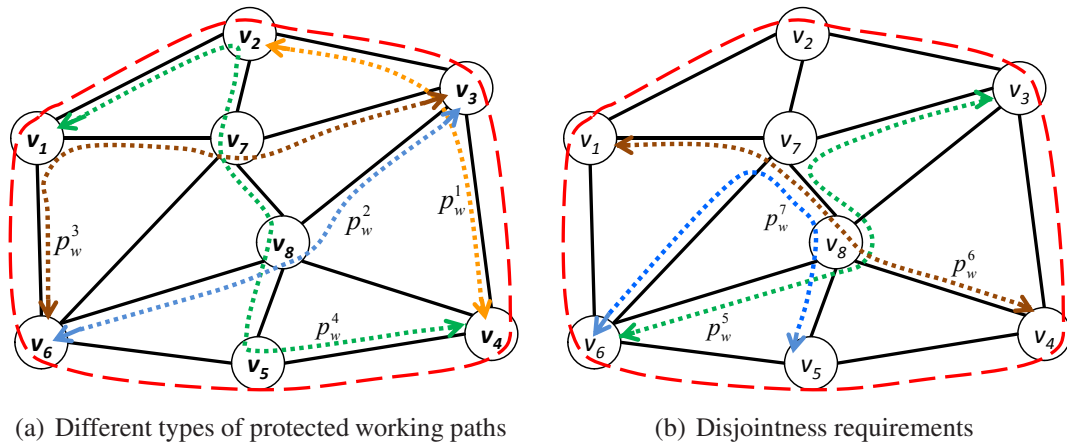 v2
v3
v1
v7
v8
v6
v5
v4
p_w^1
p_w^2
p_w^3
p_w^4
(a) Different types of protected working paths
v2
v3
v1
v7
v8
v6
v5
v4
p_w^7
p_w^6
p_w^5
(b) Disjointness requirements